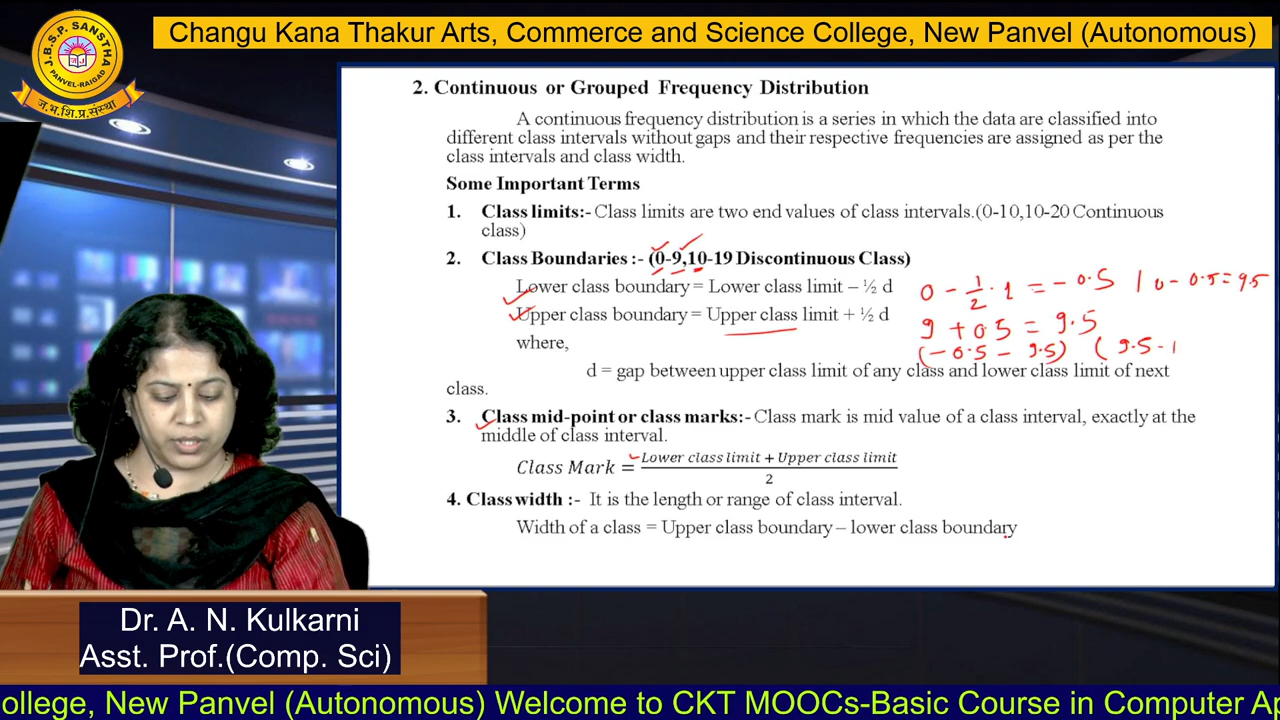 Changu Kana Thakur Arts, Commerce and Science College, New Panvel (Autonomous)
J.B.S.P. SANSTHA
PANVEL-RAIGAD
ज.भ.शि.प्र.संस्था
2. Continuous or Grouped Frequency Distribution
A continuous frequency distribution is a series in which the data are classified into
different class intervals without gaps and their respective frequencies are assigned as per the
class intervals and class width.
Some Important Terms
1. Class limits:- Class limits are two end values of class intervals.(0-10,10-20 Continuous
class)
2. Class Boundaries :- (0-9,10-19 Discontinuous Class)
Lower class boundary = Lower class limit – ½ d
0 - 1/2 . 1 = -0.5 10 - 0.5 = 9.5
Upper class boundary = Upper class limit + ½ d
9 + 0.5 = 9.5
where,
(-0.5 - 9.5) (9.5 - 1
d = gap between upper class limit of any class and lower class limit of next
class.
3. Class mid-point or class marks:- Class mark is mid value of a class interval, exactly at the
middle of class interval.
Class Mark = Lower class limit + Upper class limit
2
4. Class width :- It is the length or range of class interval.
Width of a class = Upper class boundary – lower class boundary
Dr. A. N. Kulkarni
Asst. Prof.(Comp. Sci)
ollege, New Panvel (Autonomous) Welcome to CKT MOOCs-Basic Course in Computer Ap